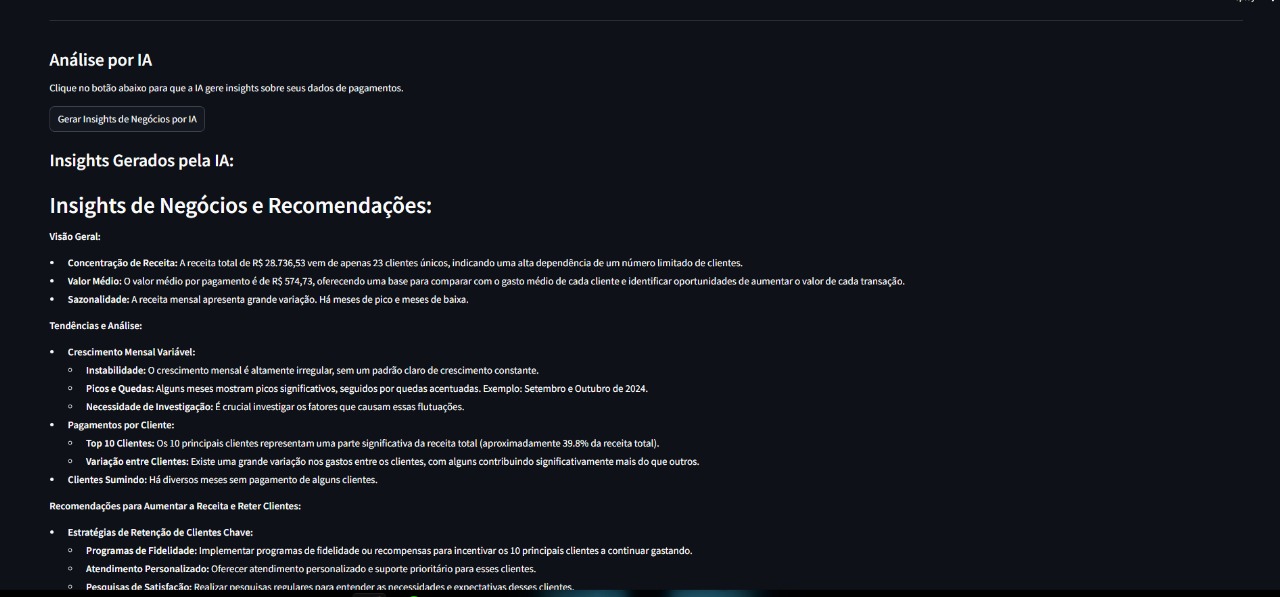 Análise por IA
Clique no botão abaixo para que a IA gere insights sobre seus dados de pagamentos.
Gerar Insights de Negócios por IA
Insights Gerados pela IA:
Insights de Negócios e Recomendações:
Visão Geral:
• Concentração de Receita: A receita total de R$ 28.736,53 vem de apenas 23 clientes únicos, indicando uma alta dependência de um número limitado de clientes.
• Valor Médio: O valor médio por pagamento é de R$ 574,73, oferecendo uma base para comparar com o gasto médio de cada cliente e identificar oportunidades de aumentar o valor de cada transação.
• Sazonalidade: A receita mensal apresenta grande variação. Há meses de pico e meses de baixa.
Tendências e Análise:
• Crescimento Mensal Variável:
○ Instabilidade: O crescimento mensal é altamente irregular, sem um padrão claro de crescimento constante.
○ Picos e Quedas: Alguns meses mostram picos significativos, seguidos por quedas acentuadas. Exemplo: Setembro e Outubro de 2024.
○ Necessidade de Investigação: É crucial investigar os fatores que causam essas flutuações.
• Pagamentos por Cliente:
○ Top 10 Clientes: Os 10 principais clientes representam uma parte significativa da receita total (aproximadamente 39.8% da receita total).
○ Variação entre Clientes: Existe uma grande variação nos gastos entre os clientes, com alguns contribuindo significativamente mais do que outros.
• Clientes Sumindo: Há diversos meses sem pagamento de alguns clientes.
Recomendações para Aumentar a Receita e Reter Clientes:
• Estratégias de Retenção de Clientes Chave:
○ Programas de Fidelidade: Implementar programas de fidelidade ou recompensas para incentivar os 10 principais clientes a continuar gastando.
○ Atendimento Personalizado: Oferecer atendimento personalizado e suporte prioritário para esses clientes.
○ Pesquisas de Satisfação: Realizar pesquisas regulares para entender as necessidades e expectativas desses clientes.